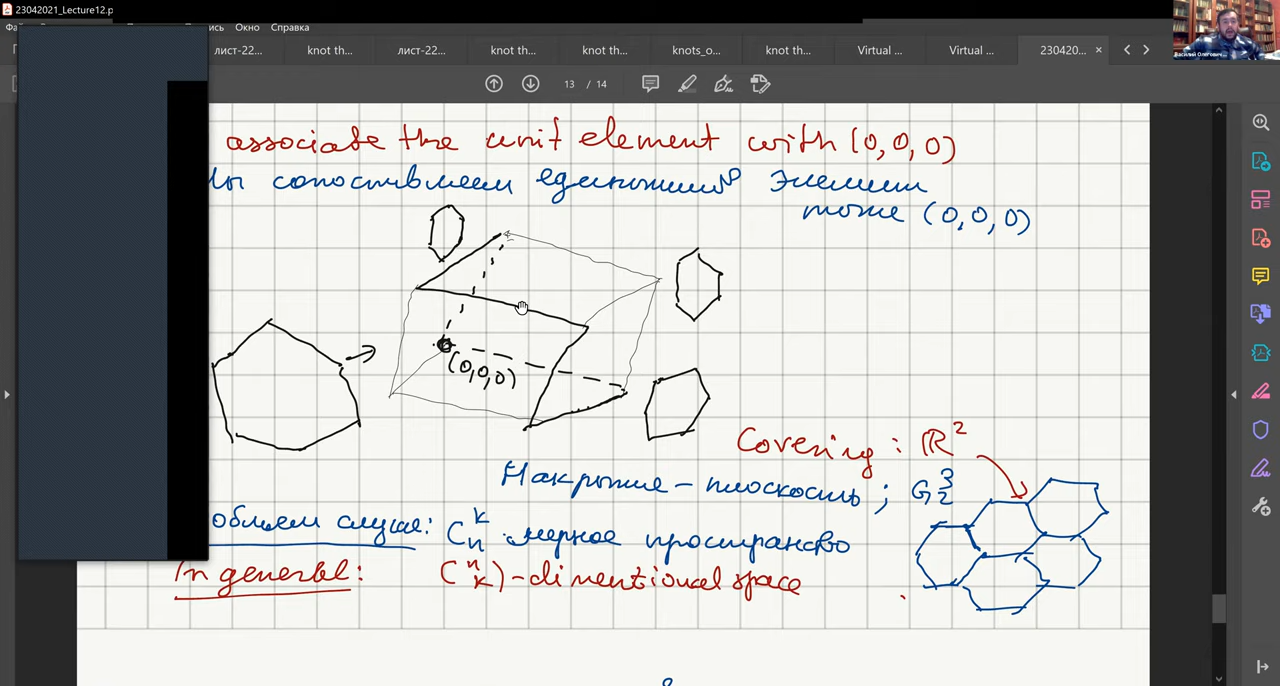 23042021_Lecture12.p
Окно Справка
лист-22... knot th... лист-22... knot th... knot th... knots_o... knot th... Virtual ... Virtual ... 230420...
13 / 14
associate the unit element with (0,0,0)
сопоставляем единичный элемент
точке (0,0,0)
(0,0,0)
Covering: ℝ²
Накрытие - плоскость; G₂³
общем случае: Cₙᵏ - мерное пространство
In general: (ⁿₖ) - dimentional space